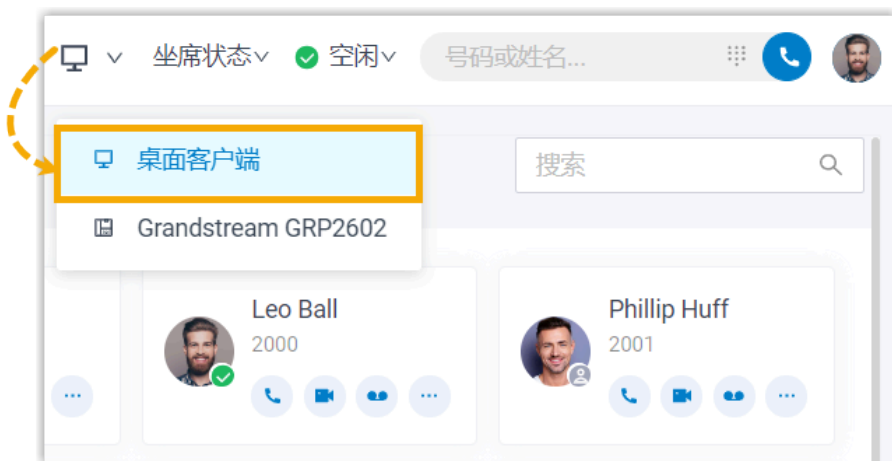 坐席状态 空闲 号码或姓名...
桌面客户端
搜索
Grandstream GRP2602
Leo Ball
2000
Phillip Huff
2001